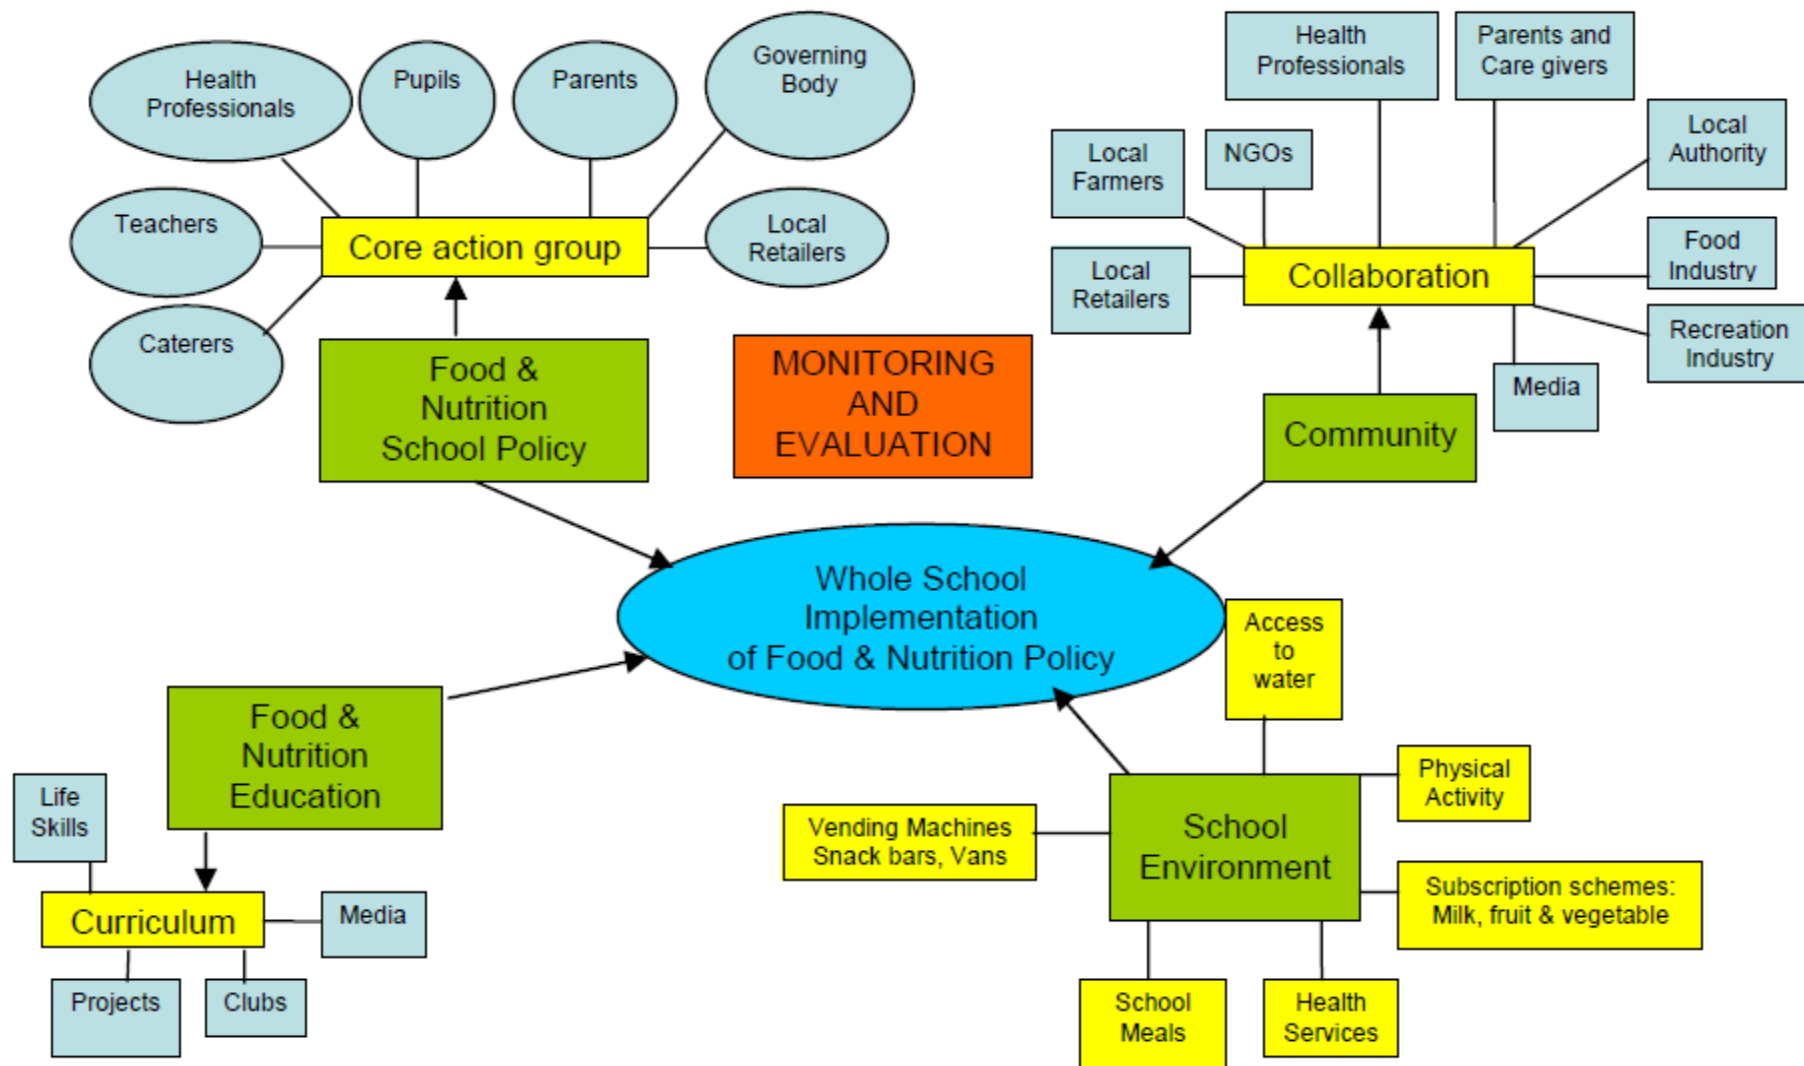 Health
Professionals
Pupils
Parents
Governing
Body
Teachers
Core action group
Local
Retailers
Caterers
Food &
Nutrition
School Policy
MONITORING
AND
EVALUATION
Health
Professionals
Parents and
Care givers
Local
Farmers
NGOs
Local
Authority
Local
Retailers
Collaboration
Food
Industry
Recreation
Industry
Media
Community
Whole School
Implementation
of Food & Nutrition Policy
Food &
Nutrition
Education
Life
Skills
Curriculum
Media
Projects
Clubs
Access
to
water
Physical
Activity
Vending Machines
Snack bars, Vans
School
Environment
Subscription schemes:
Milk, fruit & vegetable
School
Meals
Health
Services